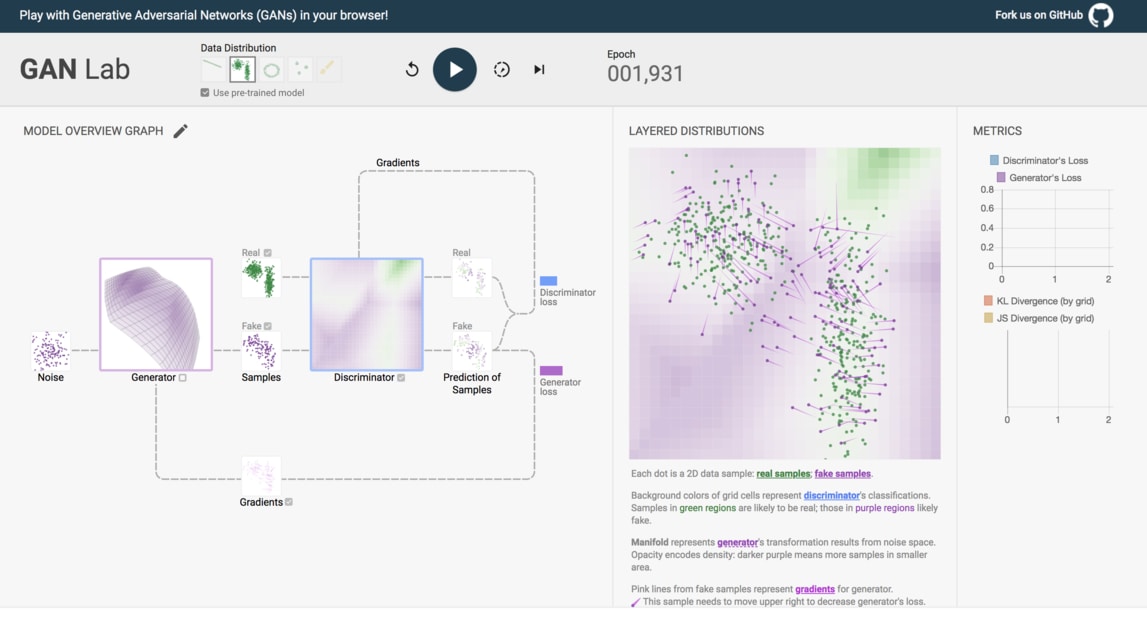 Play with Generative Adversarial Networks (GANs) in your browser!
Fork us on GitHub
GAN Lab
Data Distribution
Use pre-trained model
Epoch
001,931
MODEL OVERVIEW GRAPH
Gradients
Real
Fake
Noise
Generator
Samples
Discriminator
Real
Fake
Prediction of
Samples
Discriminator
loss
Generator
loss
Gradients
LAYERED DISTRIBUTIONS
Each dot is a 2D data sample: real samples; fake samples.
Background colors of grid cells represent discriminator's classifications.
Samples in green regions are likely to be real; those in purple regions likely
fake.
Manifold represents generator's transformation results from noise space.
Opacity encodes density: darker purple means more samples in smaller
area.
Pink lines from fake samples represent gradients for generator.
This sample needs to move upper right to decrease generator's loss.
METRICS
Discriminator's Loss
Generator's Loss
0.8
0.6
0.4
0.2
0
0 1 2
KL Divergence (by grid)
JS Divergence (by grid)
0 1 2